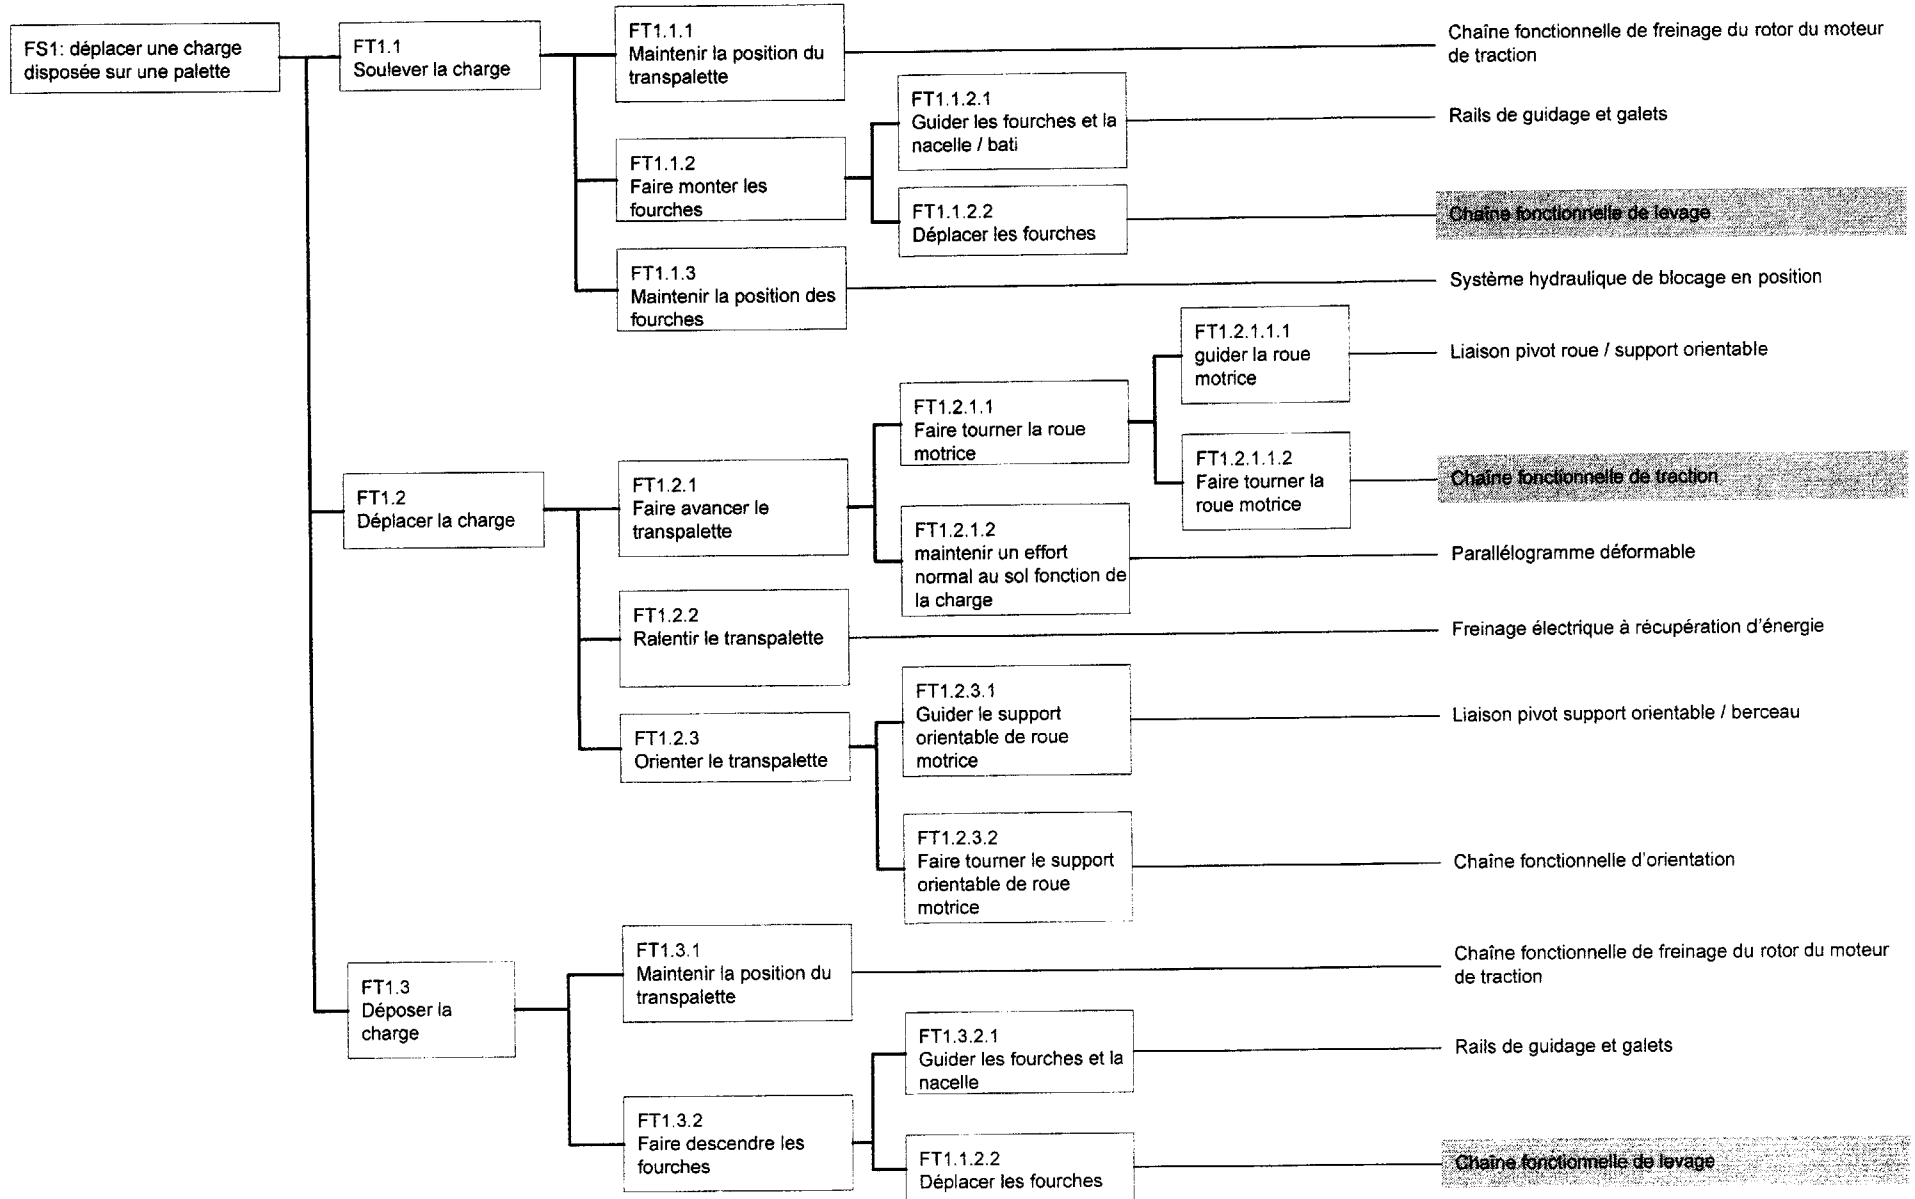 FS1: déplacer une charge
disposée sur une palette
FT1.1
Soulever la charge
FT1.1.1
Maintenir la position du
transpalette
Chaîne fonctionnelle de freinage du rotor du moteur
de traction
FT1.1.2
Faire monter les
fourches
FT1.1.2.1
Guider les fourches et la
nacelle / bati
Rails de guidage et galets
FT1.1.2.2
Déplacer les fourches
Chaîne fonctionnelle de levage
FT1.1.3
Maintenir la position des
fourches
Système hydraulique de blocage en position
FT1.2
Déplacer la charge
FT1.2.1
Faire avancer le
transpalette
FT1.2.1.1
Faire tourner la roue
motrice
FT1.2.1.1.1
guider la roue
motrice
Liaison pivot roue / support orientable
FT1.2.1.1.2
Faire tourner la
roue motrice
Chaîne fonctionnelle de traction
FT1.2.1.2
maintenir un effort
normal au sol fonction de
la charge
Parallélogramme déformable
FT1.2.2
Ralentir le transpalette
Freinage électrique à récupération d'énergie
FT1.2.3
Orienter le transpalette
FT1.2.3.1
Guider le support
orientable de roue
motrice
Liaison pivot support orientable / berceau
FT1.2.3.2
Faire tourner le support
orientable de roue
motrice
Chaîne fonctionnelle d'orientation
FT1.3
Déposer la
charge
FT1.3.1
Maintenir la position du
transpalette
Chaîne fonctionnelle de freinage du rotor du moteur
de traction
FT1.3.2
Faire descendre les
fourches
FT1.3.2.1
Guider les fourches et la
nacelle
Rails de guidage et galets
FT1.1.2.2
Déplacer les fourches
Chaîne fonctionnelle de levage